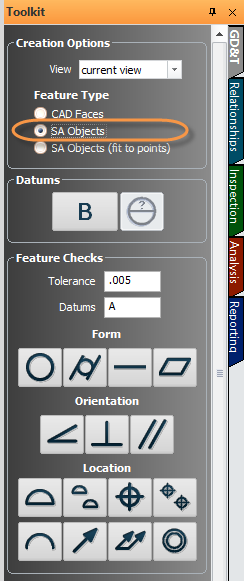 Toolkit
Creation Options
View current view
Feature Type
CAD Faces
SA Objects
SA Objects (fit to points)
Datums
B ?
Feature Checks
Tolerance .005
Datums A
Form
Orientation
Location
GD&T
Relationships
Inspection
Analysis
Reporting